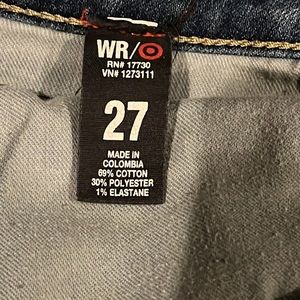 WR/
RN# 17730
VN# 1273111
27
MADE IN
COLOMBIA
69% COTTON
30% POLYESTER
1% ELASTANE